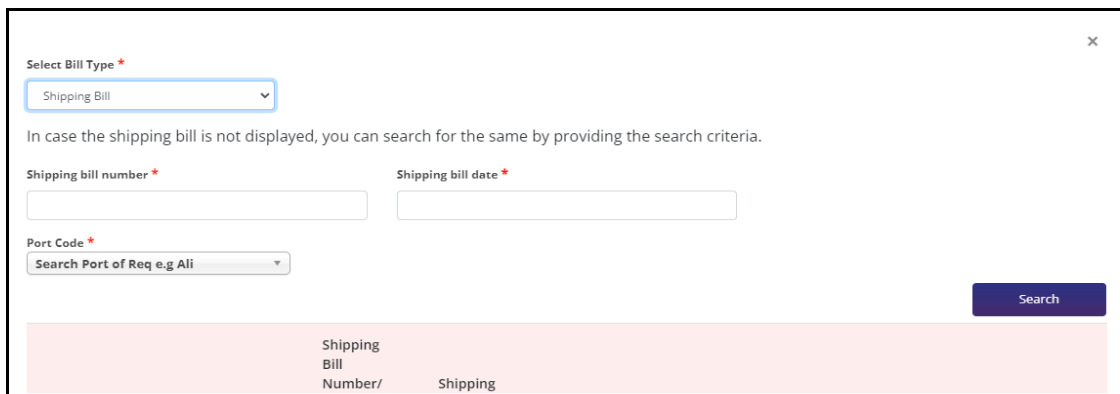 ×
Select Bill Type *
Shipping Bill
In case the shipping bill is not displayed, you can search for the same by providing the search criteria.
Shipping bill number * Shipping bill date *
Port Code *
Search Port of Req e.g Ali
Search
Shipping
Bill
Number/ Shipping